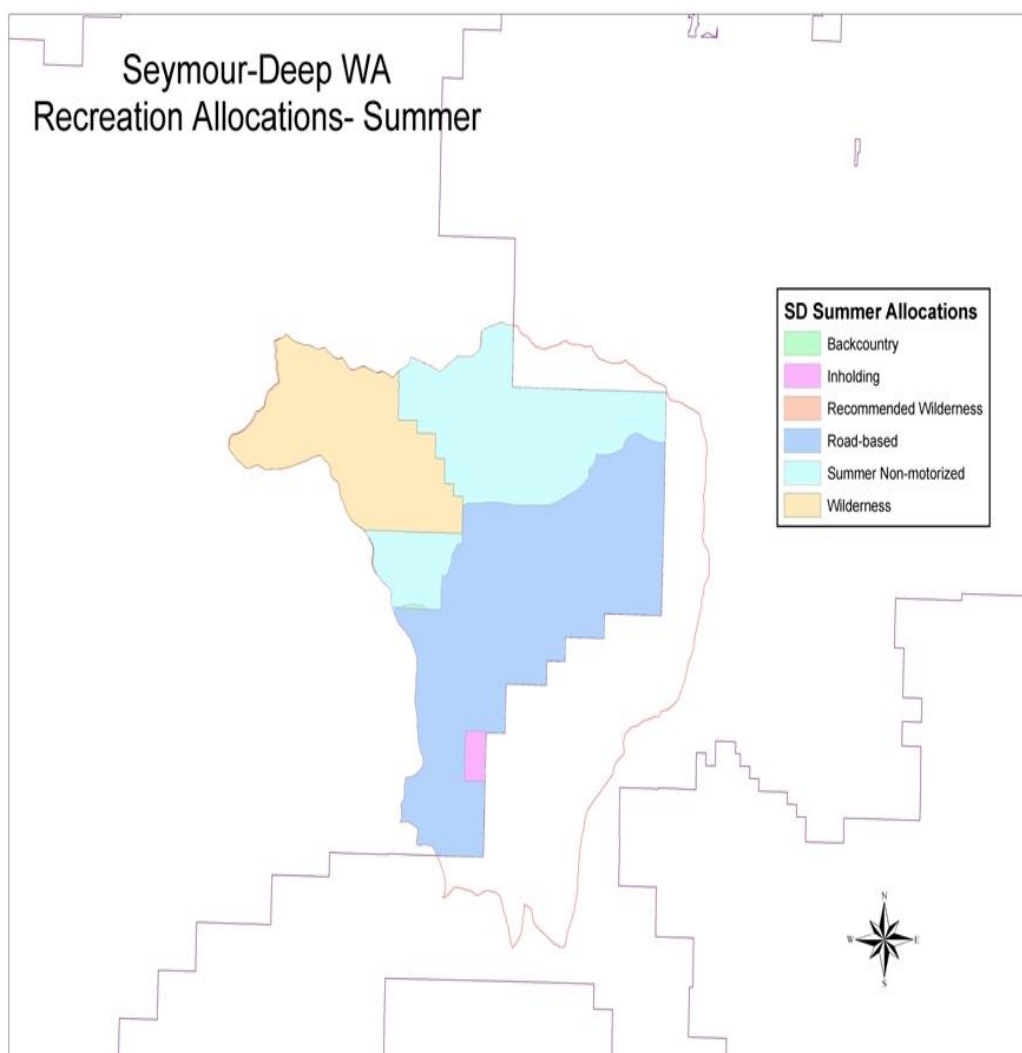 Seymour-Deep WA
Recreation Allocations- Summer
SD Summer Allocations
Backcountry
Inholding
Recommended Wilderness
Road-based
Summer Non-motorized
Wilderness
N
W E
S